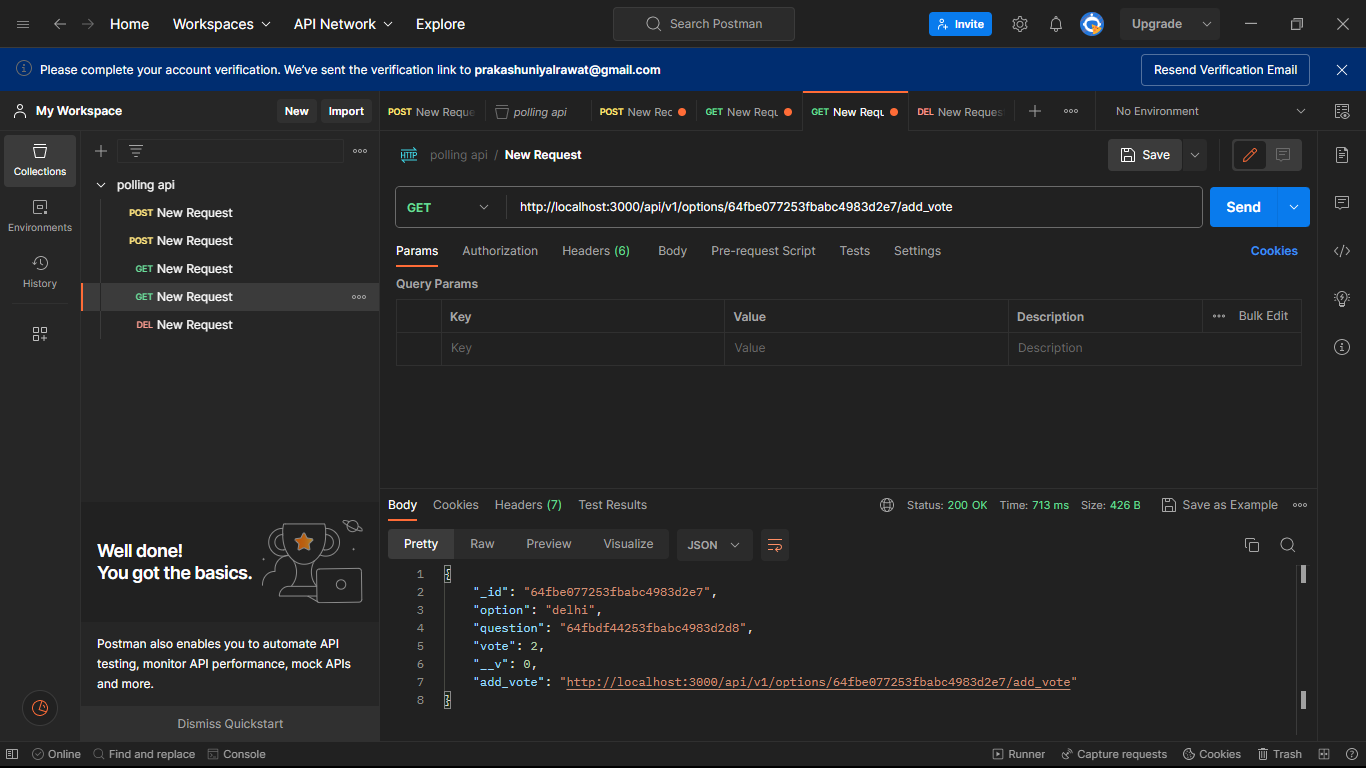 Home Workspaces API Network Explore Search Postman Invite Upgrade
Please complete your account verification. We've sent the verification link to prakashuniyalrawat@gmail.com Resend Verification Email
My Workspace New Import
POST New Reque polling api POST New Rec GET New Requ GET New Requ DEL New Reques No Environment
Collections
Environments
History
polling api
POST New Request
POST New Request
GET New Request
GET New Request
DEL New Request
HTTP polling api / New Request Save
GET http://localhost:3000/api/v1/options/64fbe077253fbabc4983d2e7/add_vote Send
Params Authorization Headers (6) Body Pre-request Script Tests Settings Cookies
Query Params
Key Value Description Bulk Edit
Key Value Description
Body Cookies Headers (7) Test Results Status: 200 OK Time: 713 ms Size: 426 B Save as Example
Pretty Raw Preview Visualize JSON
1 {
2 "_id": "64fbe077253fbabc4983d2e7",
3 "option": "delhi",
4 "question": "64fbdf44253fbabc4983d2d8",
5 "vote": 2,
6 "__v": 0,
7 "add_vote": "http://localhost:3000/api/v1/options/64fbe077253fbabc4983d2e7/add_vote"
8 }
Well done!
You got the basics.
Postman also enables you to automate API
testing, monitor API performance, mock APIs
and more.
Dismiss Quickstart
Online Find and replace Console Runner Capture requests Cookies Trash